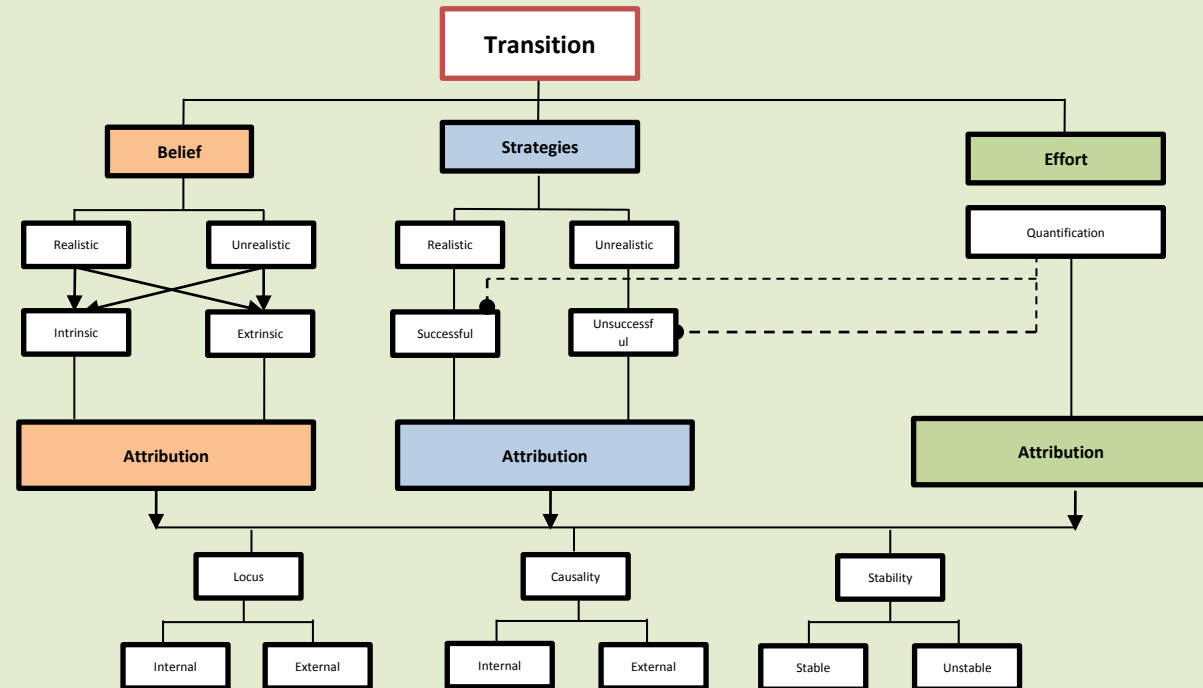 Transition
Belief
Strategies
Effort
Realistic
Unrealistic
Realistic
Unrealistic
Quantification
Intrinsic
Extrinsic
Successful
Unsuccessf
ul
Attribution
Attribution
Attribution
Locus
Causality
Stability
Internal
External
Internal
External
Stable
Unstable